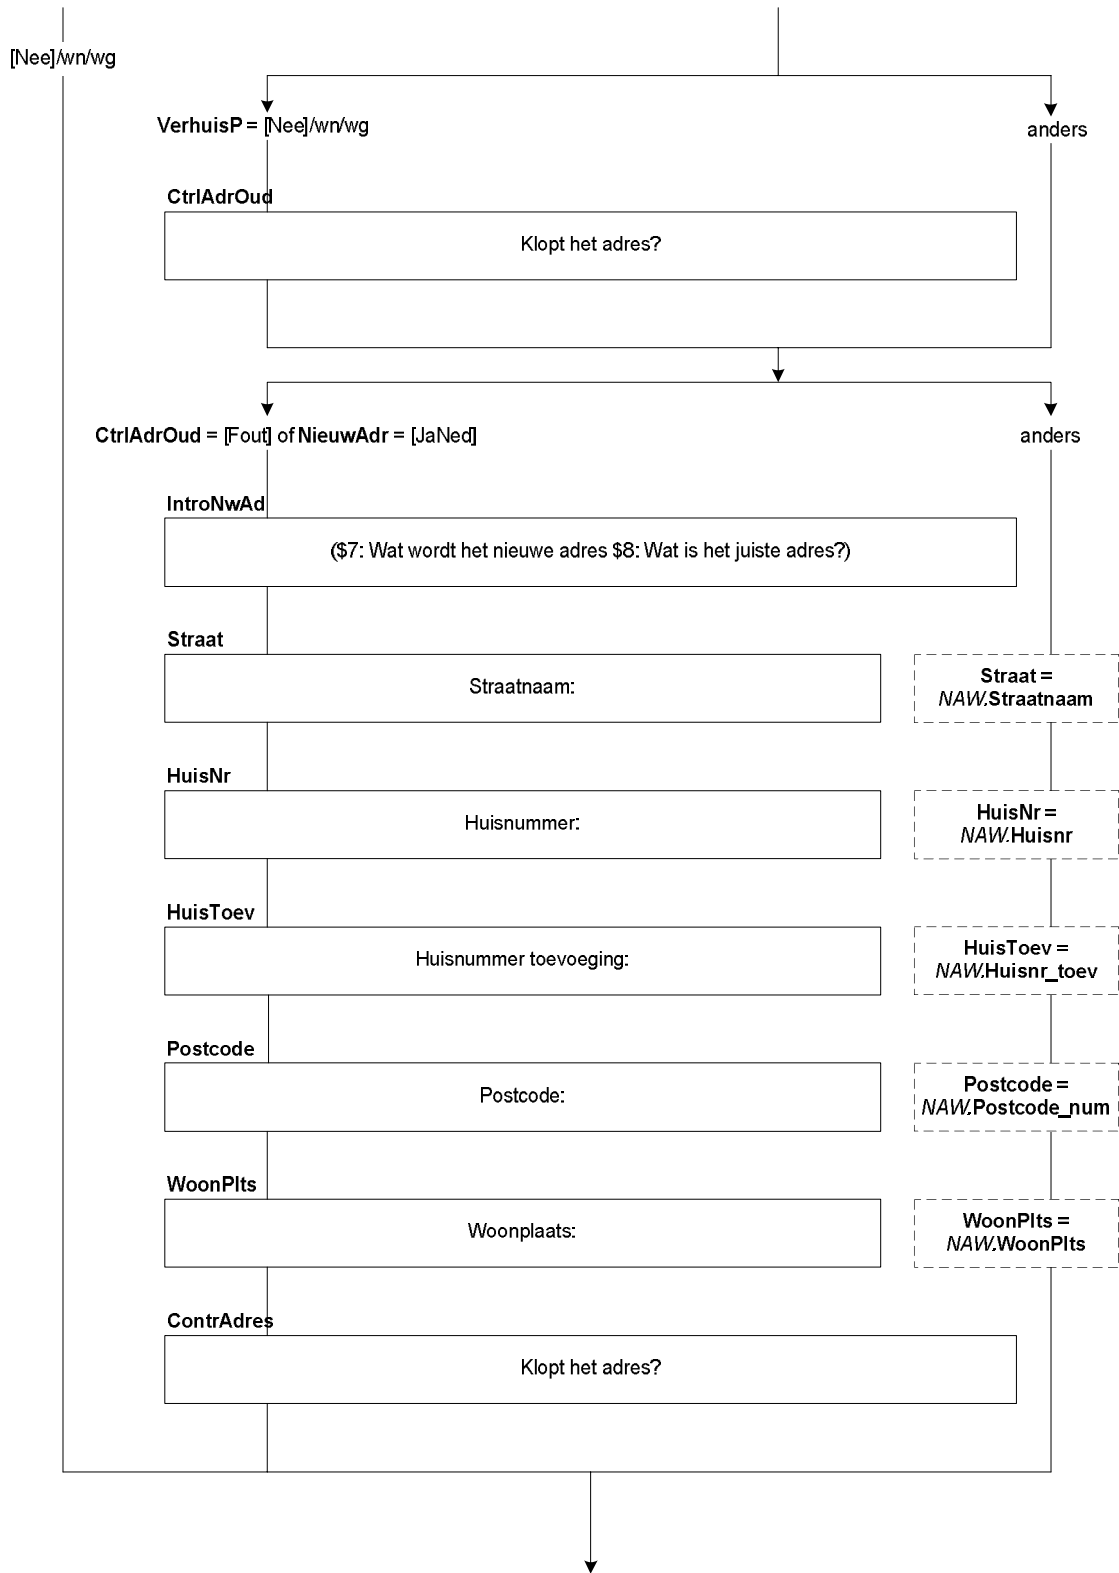 [Nee]/wn/wg
VerhuisP = [Nee]/wn/wg
anders
CtrlAdrOud
Klopt het adres?
CtrlAdrOud = [Fout] of NieuwAdr = [JaNed]
anders
IntroNwAd
($7: Wat wordt het nieuwe adres $8: Wat is het juiste adres?)
Straat
Straatnaam:
Straat =
NAW.Straatnaam
HuisNr
Huisnummer:
HuisNr =
NAW.Huisnr
HuisToev
Huisnummer toevoeging:
HuisToev =
NAW.Huisnr_toev
Postcode
Postcode:
Postcode =
NAW.Postcode_num
WoonPlts
Woonplaats:
WoonPlts =
NAW.WoonPlts
ContrAdres
Klopt het adres?